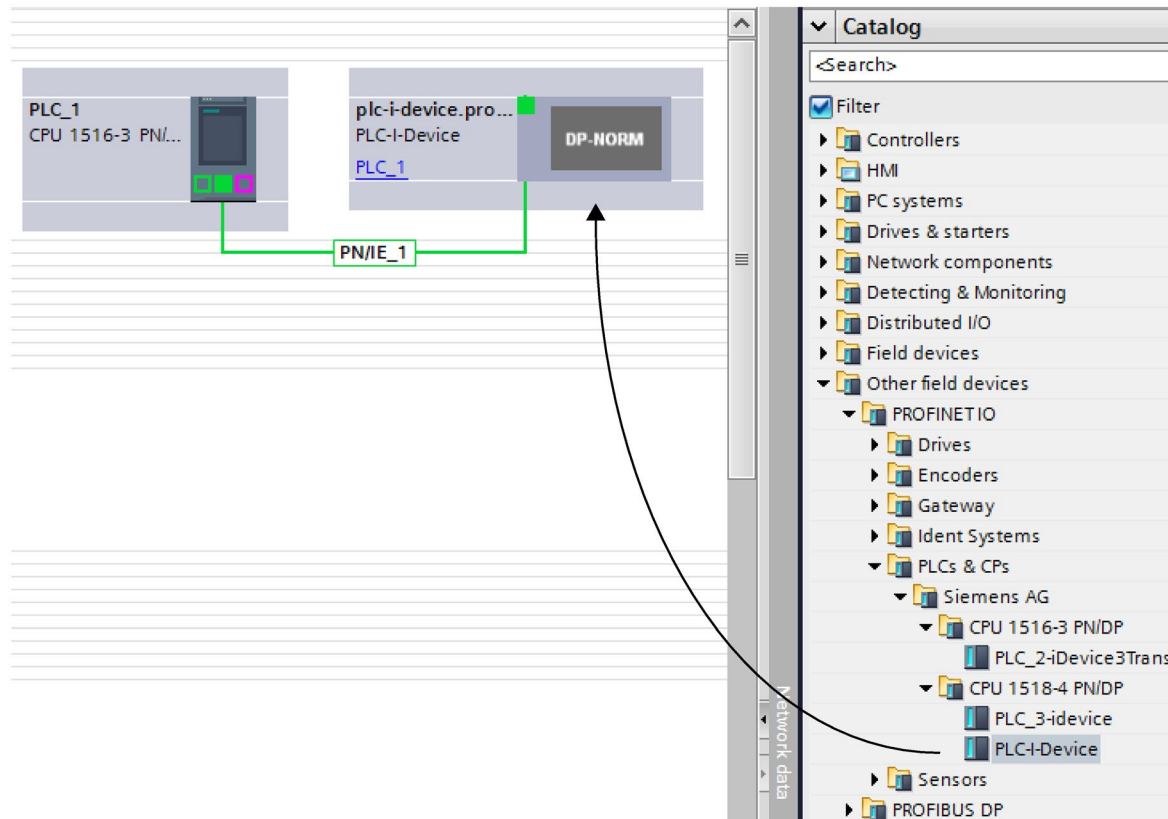 PLC_1
CPU 1516-3 PN/...
plc-i-device.pro...
PLC-I-Device
PLC_1
DP-NORM
PN/IE_1
Network data
Catalog
<Search>
Filter
Controllers
HMI
PC systems
Drives & starters
Network components
Detecting & Monitoring
Distributed I/O
Field devices
Other field devices
PROFINET IO
Drives
Encoders
Gateway
Ident Systems
PLCs & CPs
Siemens AG
CPU 1516-3 PN/DP
PLC_2-iDevice3Trans
CPU 1518-4 PN/DP
PLC_3-idevice
PLC-I-Device
Sensors
PROFIBUS DP